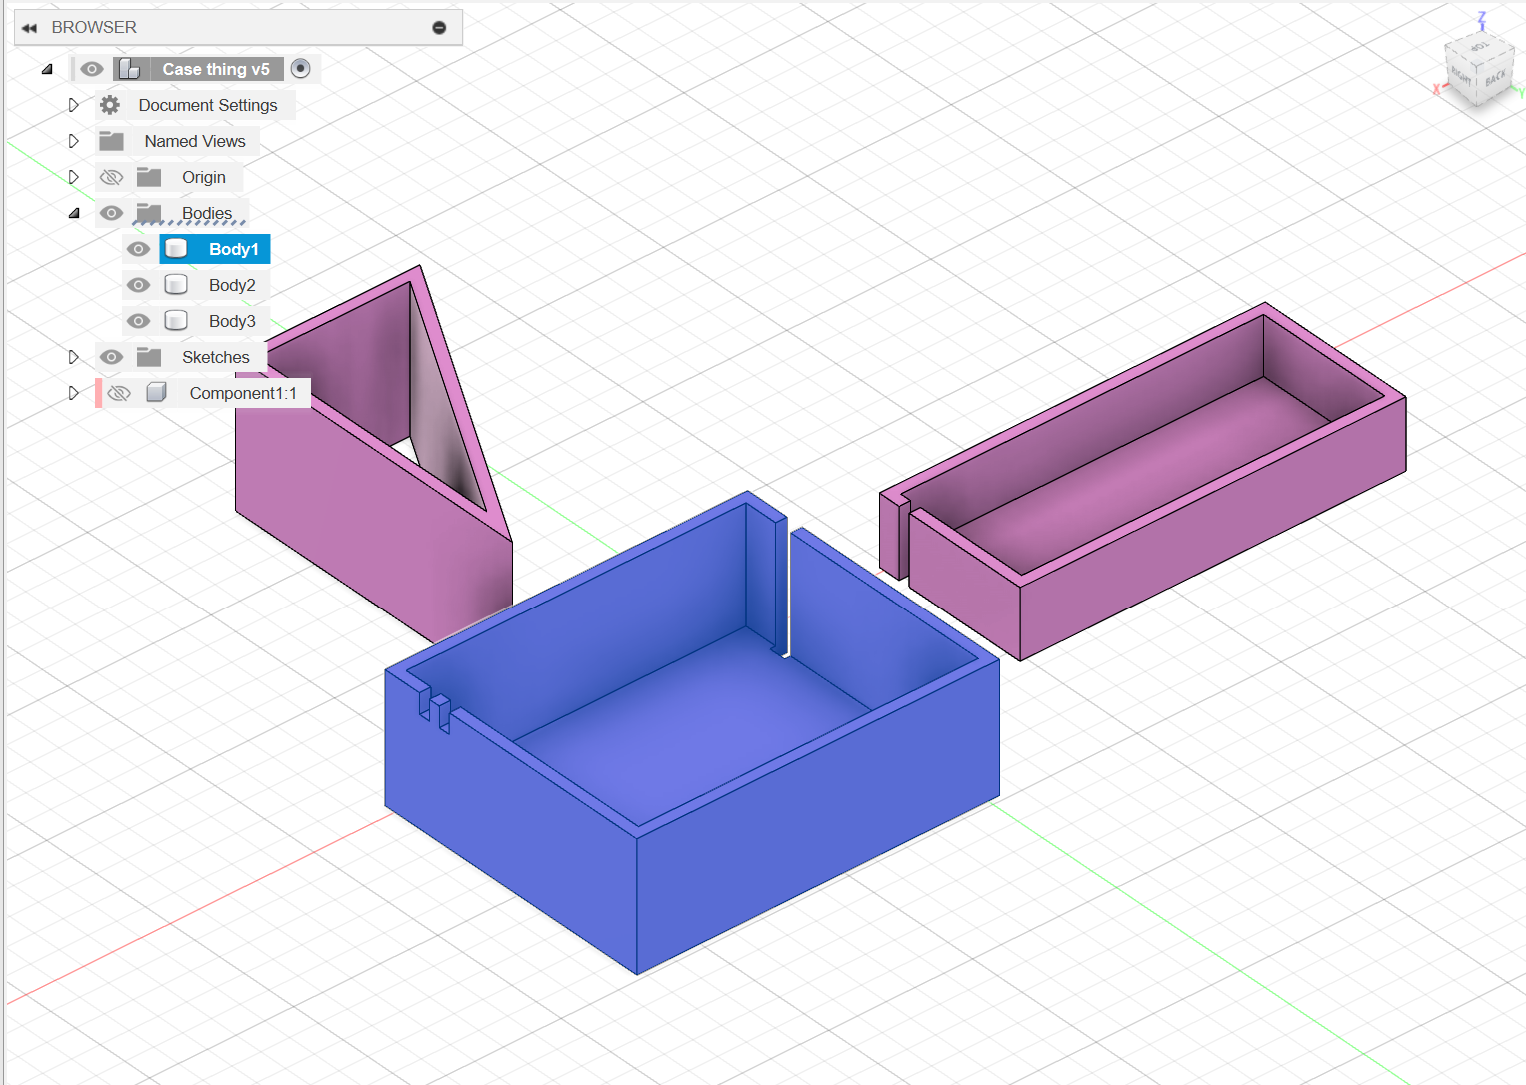 BROWSER
Case thing v5
Document Settings
Named Views
Origin
Bodies
Body1
Body2
Body3
Sketches
Component1:1
Z
TOP
RIGHT
BACK
X
Y